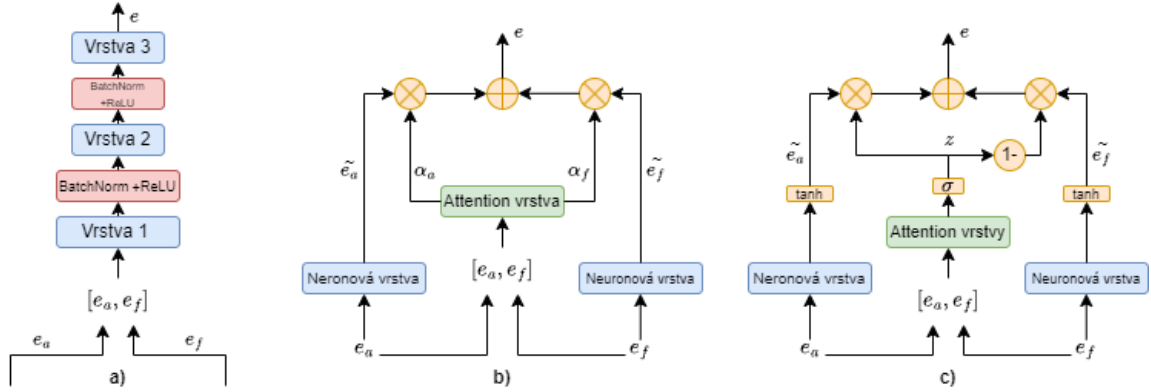 e
Vrstva 3
BatchNorm
+ReLU
Vrstva 2
BatchNorm +ReLU
Vrstva 1
[e_a, e_f]
e_a
e_f
a)
e
ẽ_a
α_a
α_f
ẽ_f
Attention vrstva
Neronová vrstva
[e_a, e_f]
Neuronová vrstva
e_a
e_f
b)
e
z
1-
ẽ_a
ẽ_f
tanh
σ
tanh
Attention vrstvy
Neronová vrstva
[e_a, e_f]
Neuronová vrstva
e_a
e_f
c)